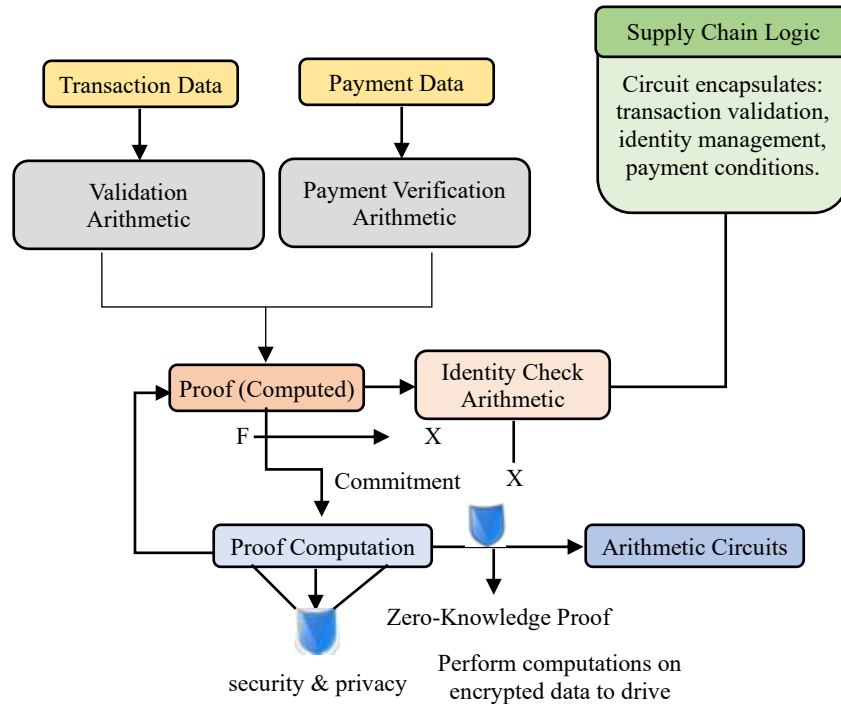 Supply Chain Logic
Circuit encapsulates:
transaction validation,
identity management,
payment conditions.
Transaction Data
Payment Data
Validation
Arithmetic
Payment Verification
Arithmetic
Proof (Computed)
Identity Check
Arithmetic
F
X
X
Commitment
Proof Computation
Arithmetic Circuits
Zero-Knowledge Proof
security & privacy
Perform computations on
encrypted data to drive